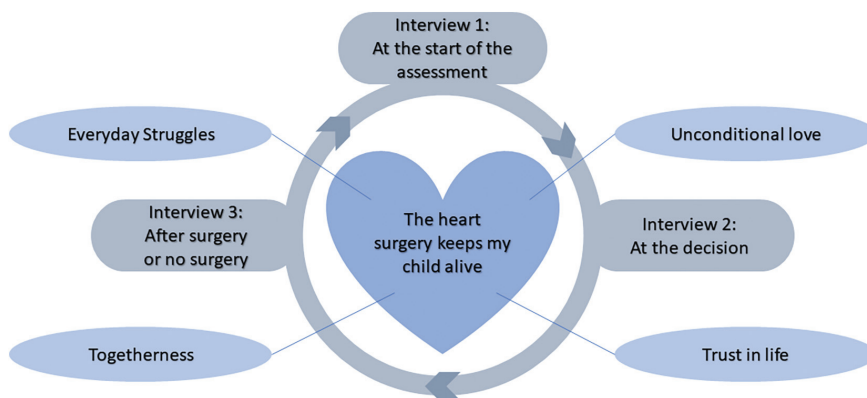 Interview 1:
At the start of the
assessment
Everyday Struggles
Unconditional love
Interview 3:
After surgery
or no surgery
The heart
surgery keeps my
child alive
Interview 2:
At the decision
Togetherness
Trust in life